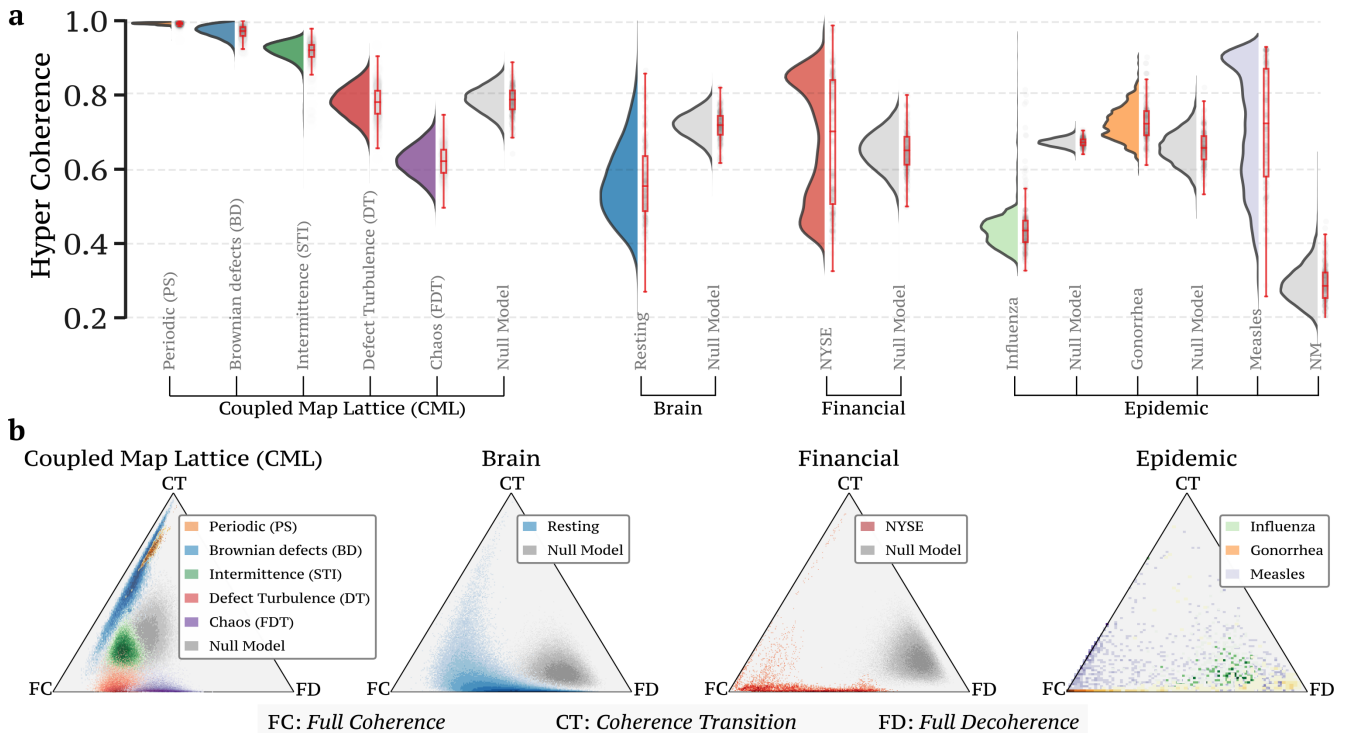 a
Hyper Coherence
1.0
0.8
0.6
0.4
0.2
Periodic (PS)
Brownian defects (BD)
Intermittence (STI)
Defect Turbulence (DT)
Chaos (FDT)
Null Model
Coupled Map Lattice (CML)
Resting
Null Model
Brain
NYSE
Null Model
Financial
Influenza
Null Model
Gonorrhea
Null Model
Measles
NM
Epidemic
b
Coupled Map Lattice (CML)
CT
Periodic (PS)
Brownian defects (BD)
Intermittence (STI)
Defect Turbulence (DT)
Chaos (FDT)
Null Model
FC
FD
Brain
CT
Resting
Null Model
FC
FD
Financial
CT
NYSE
Null Model
FC
FD
Epidemic
CT
Influenza
Gonorrhea
Measles
FC
FD
FC: Full Coherence CT: Coherence Transition FD: Full Decoherence